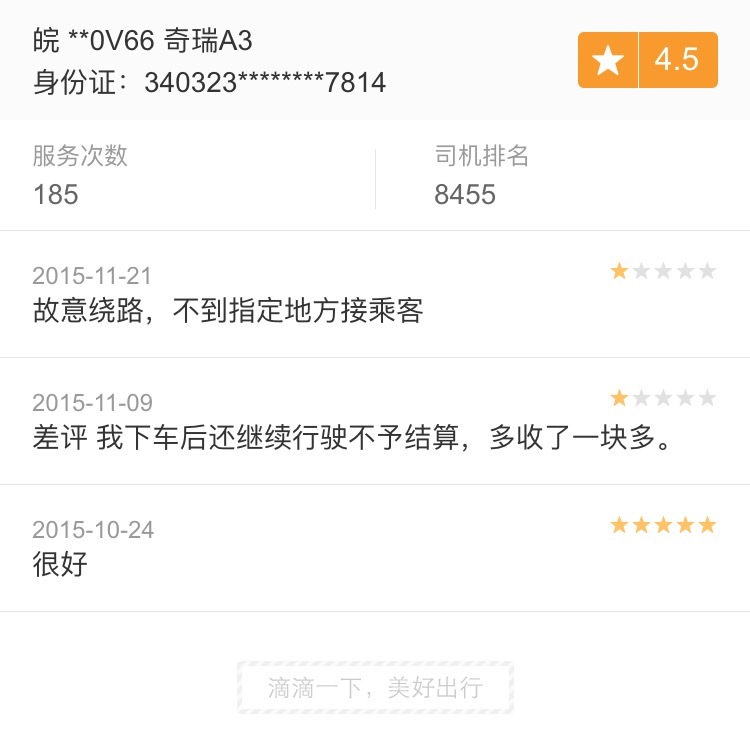 皖 **0V66 奇瑞A3
身份证：340323********7814
4.5
服务次数
司机排名
185
8455
2015-11-21
故意绕路，不到指定地方接乘客
2015-11-09
差评 我下车后还继续行驶不予结算，多收了一块多。
2015-10-24
很好
滴滴一下，美好出行